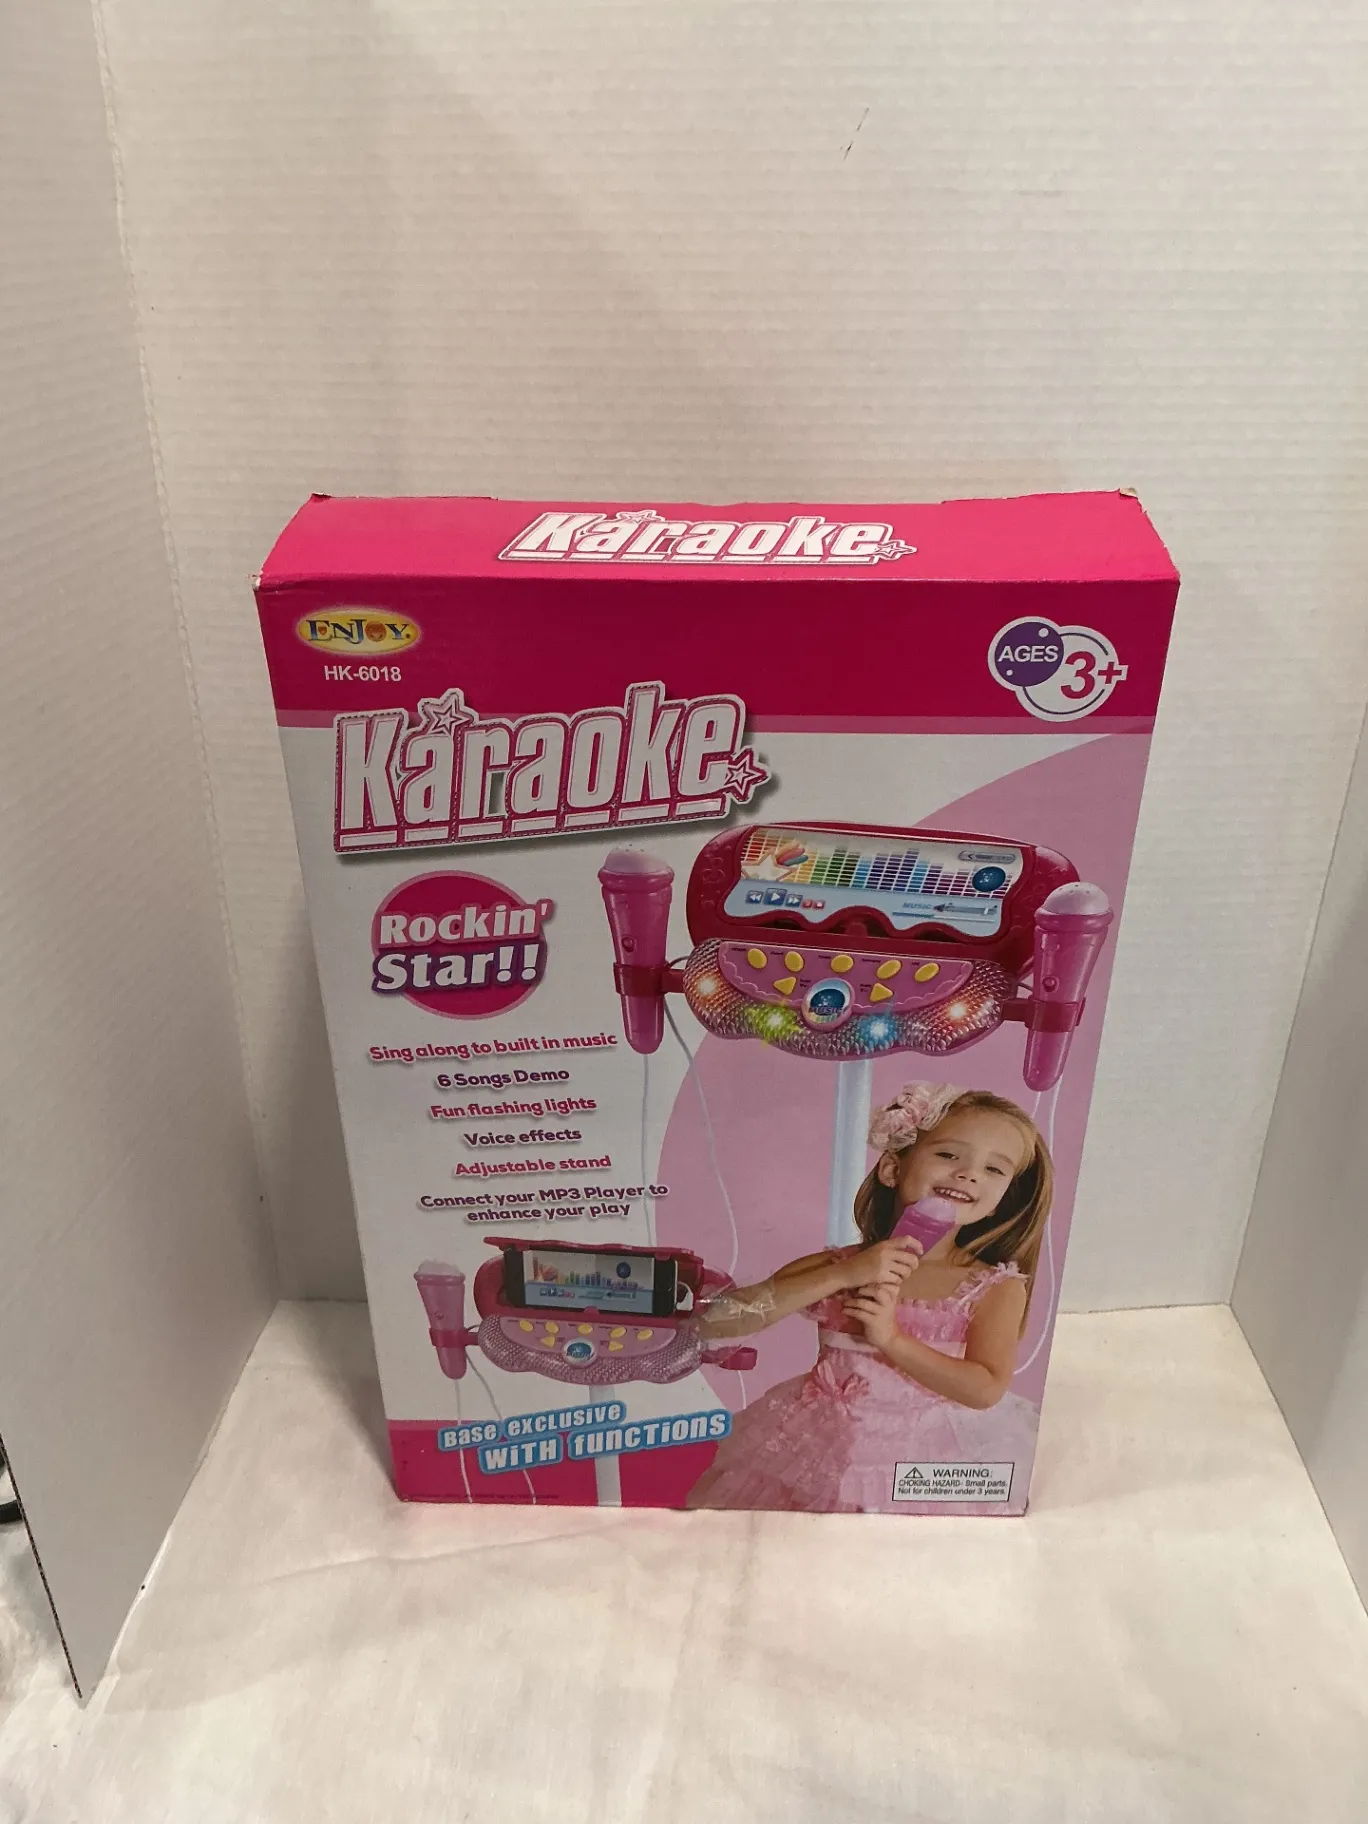 Karaoke
ENJOY
HK-6018
AGES 3+
Karaoke
Rockin'
Star!!
Sing along to built in music
6 Songs Demo
Fun flashing lights
Voice effects
Adjustable stand
Connect your MP3 Player to
enhance your play
MUSIC
MUSIC
BASE EXCLUSIVE
WiTH fUNCTiONS
WARNING:
CHOKING HAZARD- Small parts.
Not for children under 3 years.